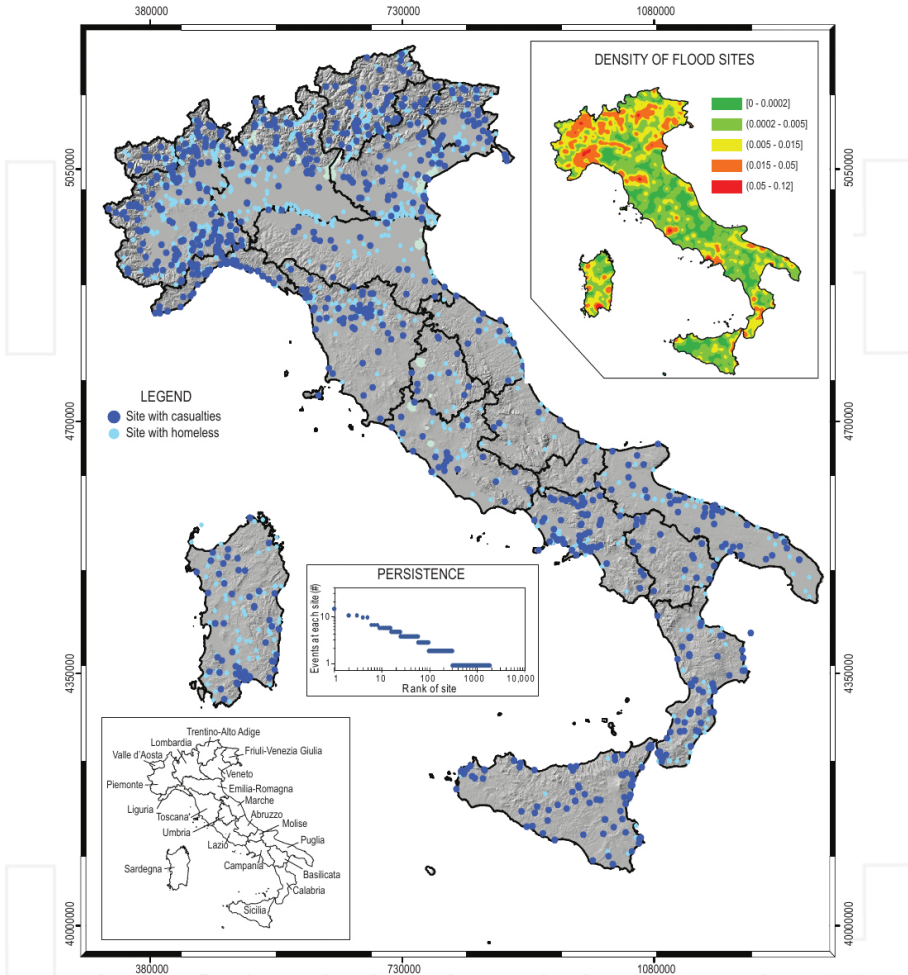 380000
730000
1080000
DENSITY OF FLOOD SITES
[0 - 0.0002]
(0.0002 - 0.005]
(0.005 - 0.015]
(0.015 - 0.05]
(0.05 - 0.12]
5050000
5050000
LEGEND
Site with casualties
Site with homeless
4700000
4700000
PERSISTENCE
Events at each site (#)
10
1
1
10
100
1000
10,000
Rank of site
4350000
4350000
Trentino-Alto Adige
Lombardia
Valle d'Aosta
Friuli-Venezia Giulia
Veneto
Piemonte
Emilia-Romagna
Marche
Liguria
Toscana
Abruzzo
Umbria
Molise
Lazio
Puglia
Campania
Sardegna
Basilicata
Calabria
Sicilia
4000000
4000000
380000
730000
1080000